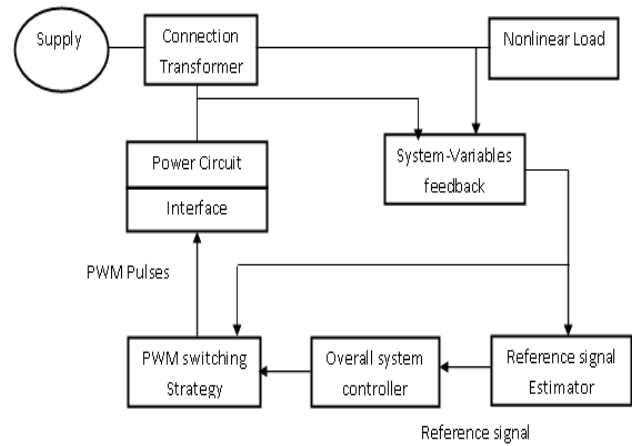 Supply
Connection
Transformer
Nonlinear Load
Power Circuit
Interface
System-Variables
feedback
PWM Pulses
PWM switching
Strategy
Overall system
controller
Reference signal
Estimator
Reference signal